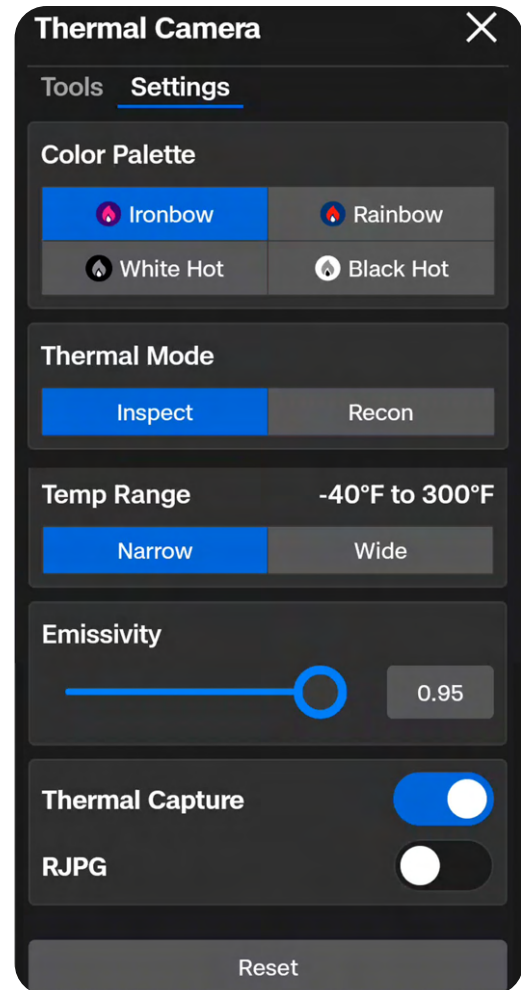 Thermal Camera
Tools Settings
Color Palette
Ironbow Rainbow
White Hot Black Hot
Thermal Mode
Inspect Recon
Temp Range -40°F to 300°F
Narrow Wide
Emissivity
0.95
Thermal Capture
RJPG
Reset